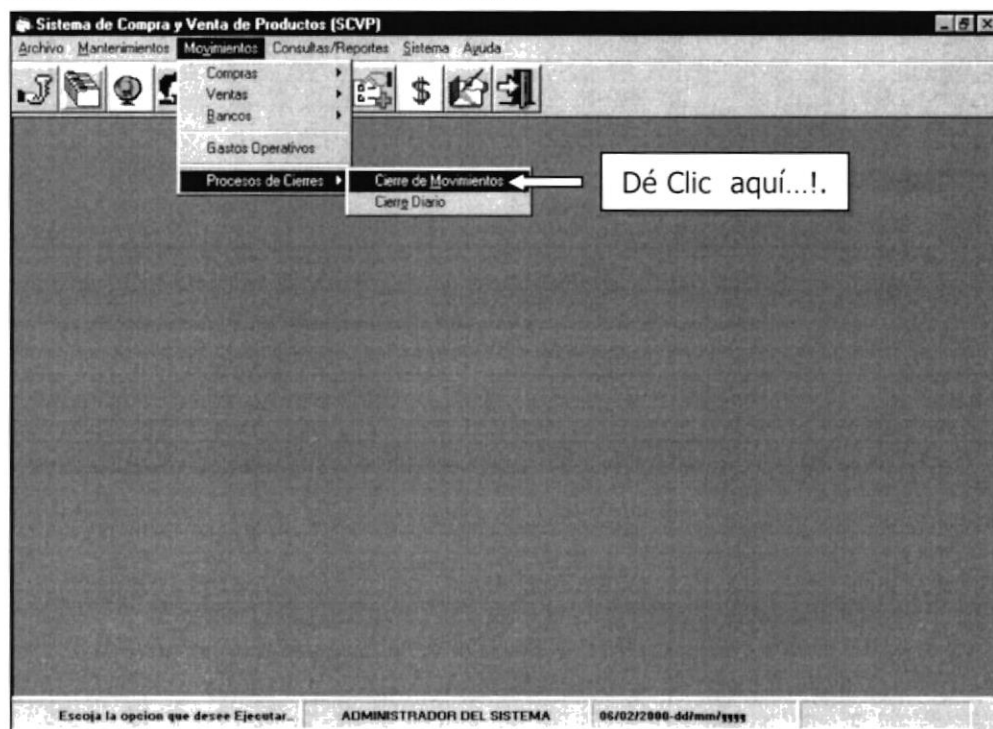 Sistema de Compra y Venta de Productos (SCVP)
Archivo Mantenimientos Movimientos Consultas/Reportes Sistema Ayuda
Compras
Ventas
Bancos
Gastos Operativos
Procesos de Cierres
Cierre de Movimientos
Cierre Diario
Dé Clic aquí...!.
Escoja la opcion que desee Ejecutar.. ADMINISTRADOR DEL SISTEMA 06/02/2000-dd/mm/yyyy